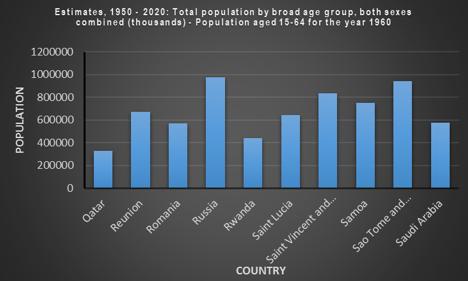 Estimates, 1950 - 2020: Total population by broad age group, both sexes
combined (thousands) - Population aged 15-64 for the year 1960
1200000
1000000
800000
600000
400000
200000
0
POPULATION
Qatar
Reunion
Romania
Russia
Rwanda
Saint Lucia
Saint Vincent and...
Samoa
Sao Tome and...
Saudi Arabia
COUNTRY